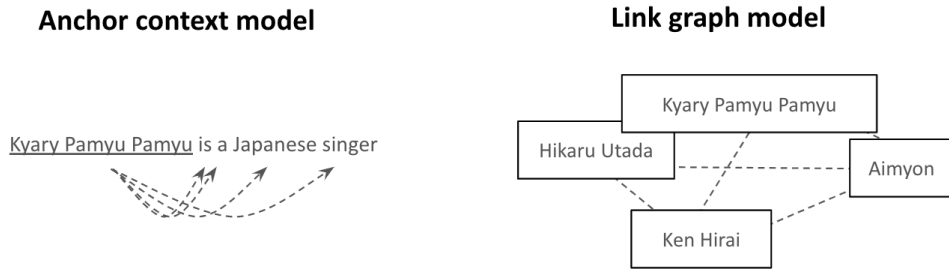 Anchor context model
Link graph model
Kyary Pamyu Pamyu is a Japanese singer
Kyary Pamyu Pamyu
Hikaru Utada
Aimyon
Ken Hirai